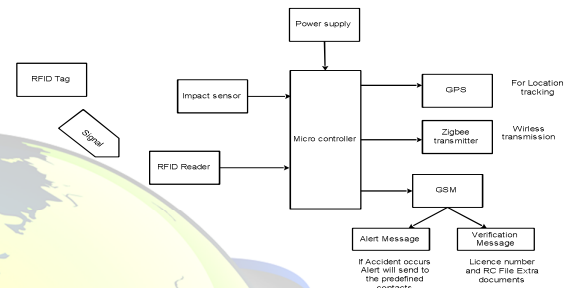 Power supply
RFID Tag
Impact sensor
GPS
For Location
tracking
Signal
Micro controller
Zigbee
transmitter
Wirless
transmission
RFID Reader
GSM
Alert Message
Verification
Message
If Accident occurs
Alert will send to
the predefined
contacts
Licence number
and RC File Extra
documents